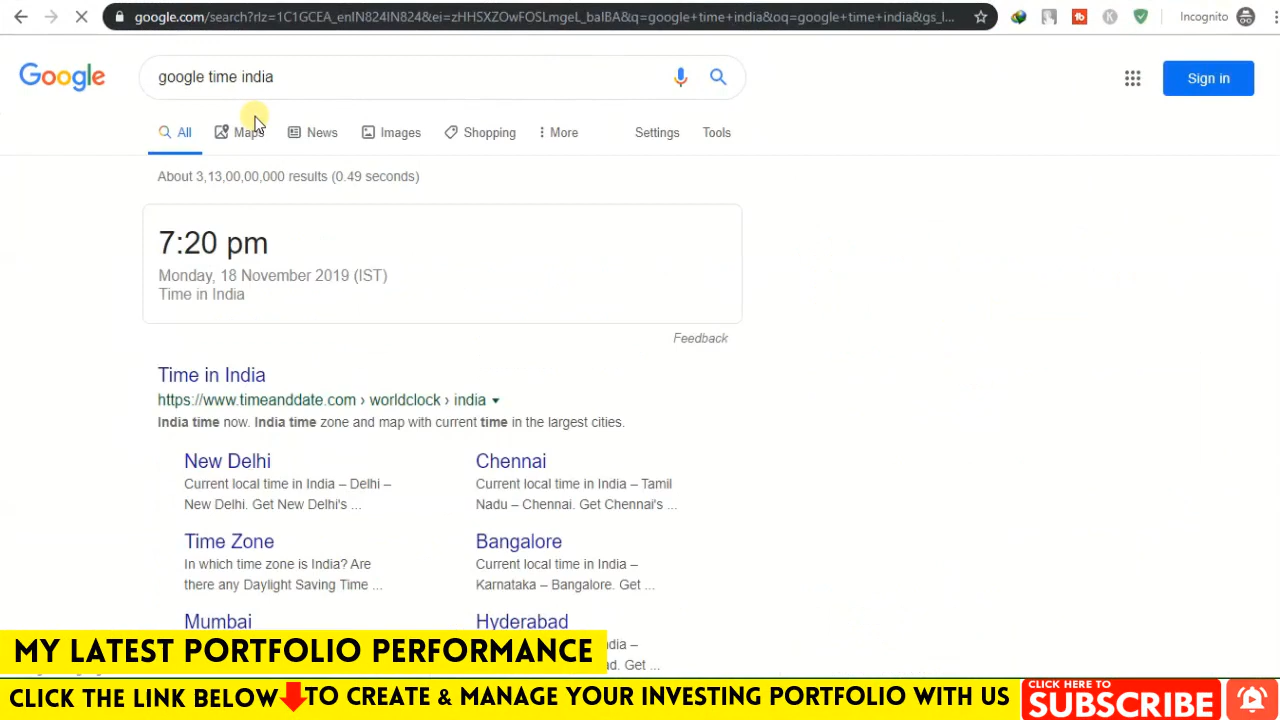 google.com/search?rlz=1C1GCEA_enIN824IN824&ei=zHHSXZOwFOSLmgeL_baIBA&q=google+time+india&oq=google+time+india&gs_l... Incognito
Google google time india Sign in
All Maps News Images Shopping More Settings Tools
About 3,13,00,00,000 results (0.49 seconds)
7:20 pm
Monday, 18 November 2019 (IST)
Time in India
Feedback
Time in India
https://www.timeanddate.com › worldclock › india
India time now. India time zone and map with current time in the largest cities.
New Delhi
Current local time in India – Delhi –
New Delhi. Get New Delhi's ...
Chennai
Current local time in India – Tamil
Nadu – Chennai. Get Chennai's ...
Time Zone
In which time zone is India? Are
there any Daylight Saving Time ...
Bangalore
Current local time in India –
Karnataka – Bangalore. Get ...
Mumbai
Hyderabad
Get ...
MY LATEST PORTFOLIO PERFORMANCE
CLICK THE LINK BELOW TO CREATE & MANAGE YOUR INVESTING PORTFOLIO WITH US
CLICK HERE TO
SUBSCRIBE